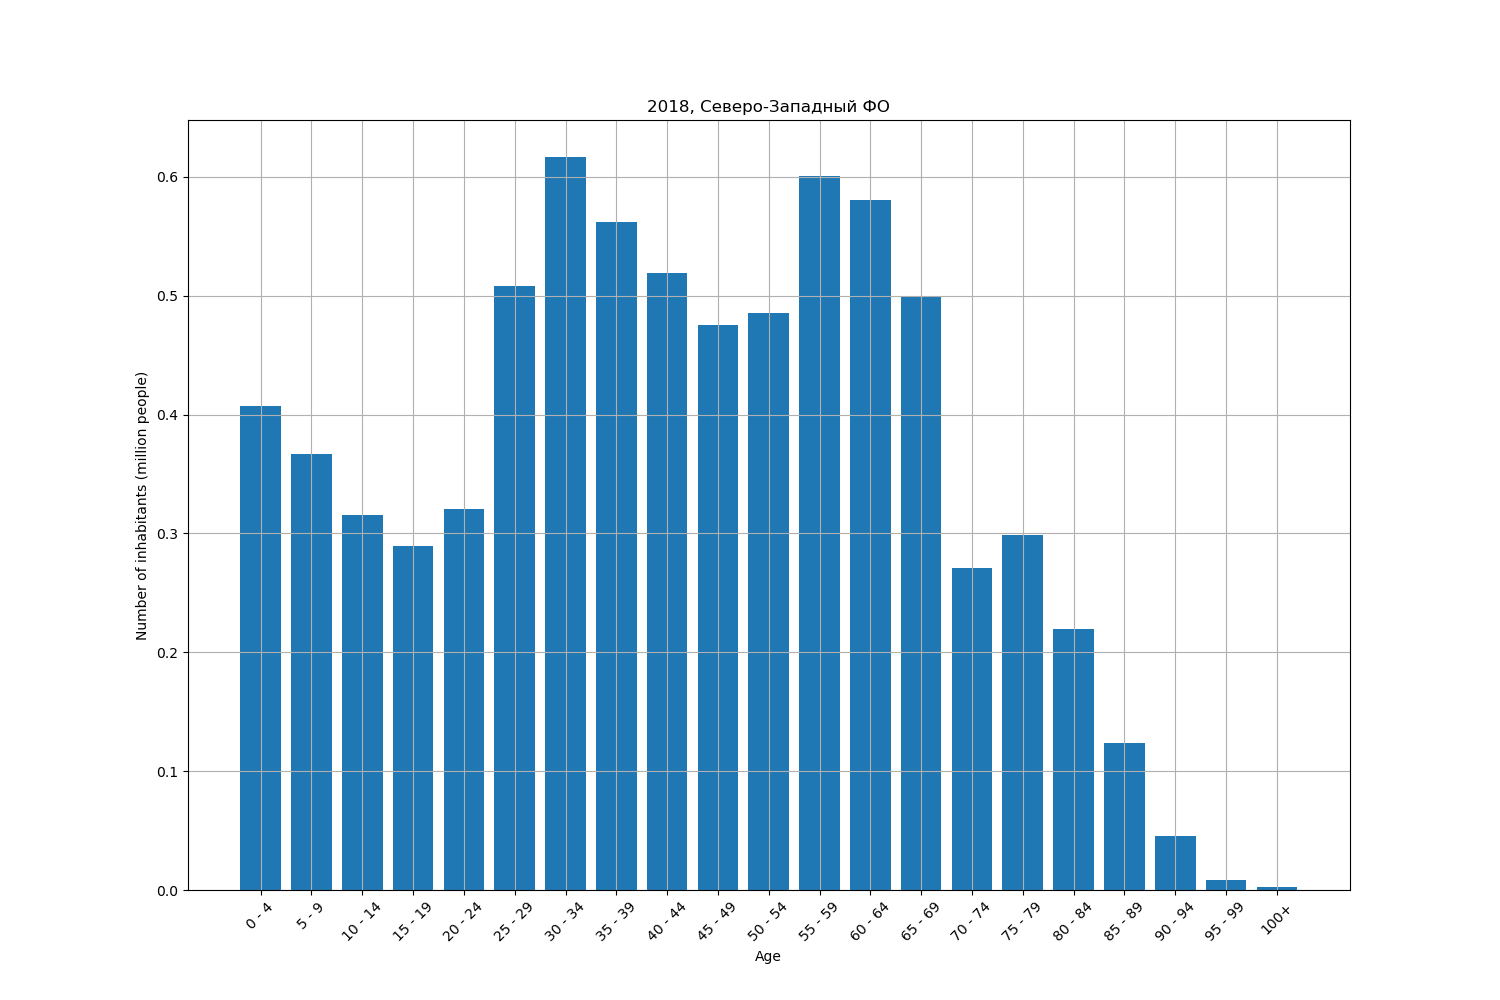 2018, Северо-Западный ФО
Number of inhabitants (million people)
0.6
0.5
0.4
0.3
0.2
0.1
0.0
0 - 4
5 - 9
10 - 14
15 - 19
20 - 24
25 - 29
30 - 34
35 - 39
40 - 44
45 - 49
50 - 54
55 - 59
60 - 64
65 - 69
70 - 74
75 - 79
80 - 84
85 - 89
90 - 94
95 - 99
100+
Age